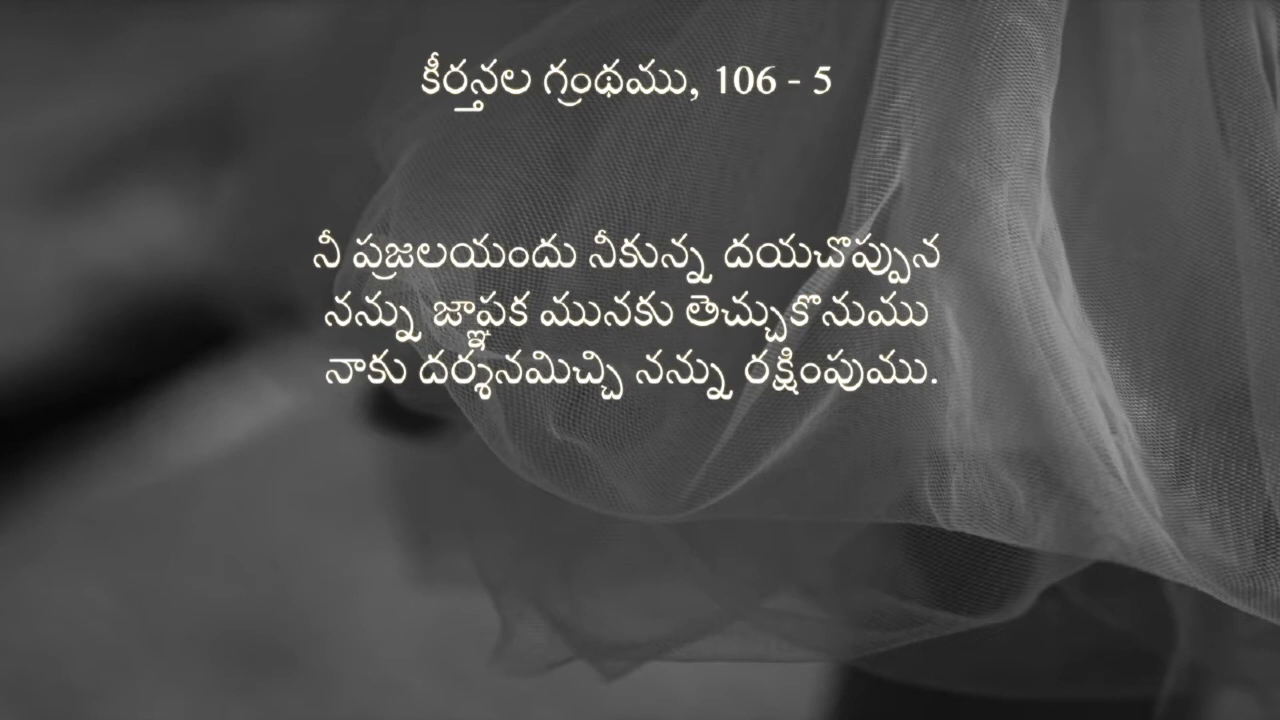 కీర్తనల గ్రంథము, 106 - 5
నీ ప్రజలయందు నీకున్న దయచొప్పున
నన్ను జ్ఞాపక మునకు తెచ్చుకొనుము
నాకు దర్శనమిచ్చి నన్ను రక్షింపుము.